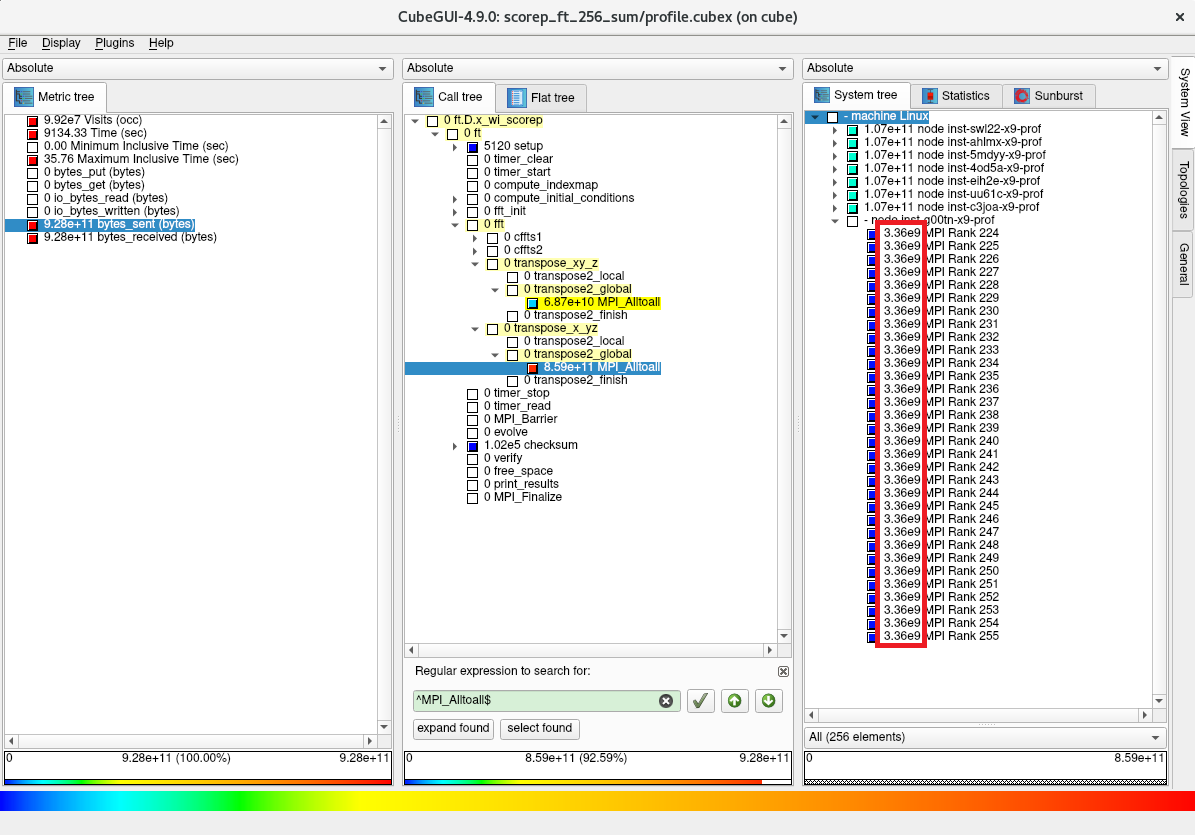 CubeGUI-4.9.0: scorep_ft_256_sum/profile.cubex (on cube)
File Display Plugins Help
Absolute
Metric tree
9.92e7 Visits (occ)
9134.33 Time (sec)
0.00 Minimum Inclusive Time (sec)
35.76 Maximum Inclusive Time (sec)
0 bytes_put (bytes)
0 bytes_get (bytes)
0 io_bytes_read (bytes)
0 io_bytes_written (bytes)
9.28e+11 bytes_sent (bytes)
9.28e+11 bytes_received (bytes)
0 9.28e+11 (100.00%) 9.28e+11
Absolute
Call tree Flat tree
0 ft.D.x_wi_scorep
0 ft
5120 setup
0 timer_clear
0 timer_start
0 compute_indexmap
0 compute_initial_conditions
0 fft_init
0 fft
0 cffts1
0 cffts2
0 transpose_xy_z
0 transpose2_local
0 transpose2_global
6.87e+10 MPI_Alltoall
0 transpose2_finish
0 transpose_x_yz
0 transpose2_local
0 transpose2_global
8.59e+11 MPI_Alltoall
0 transpose2_finish
0 timer_stop
0 timer_read
0 MPI_Barrier
0 evolve
1.02e5 checksum
0 verify
0 free_space
0 print_results
0 MPI_Finalize
Regular expression to search for:
^MPI_Alltoall$
expand found select found
0 8.59e+11 (92.59%) 9.28e+11
Absolute
System tree Statistics Sunburst
- machine Linux
1.07e+11 node inst-swl22-x9-prof
1.07e+11 node inst-ahlmx-x9-prof
1.07e+11 node inst-5mdyy-x9-prof
1.07e+11 node inst-4od5a-x9-prof
1.07e+11 node inst-eih2e-x9-prof
1.07e+11 node inst-uu61c-x9-prof
1.07e+11 node inst-c3joa-x9-prof
- node inst-g00tn-x9-prof
3.36e9 MPI Rank 224
3.36e9 MPI Rank 225
3.36e9 MPI Rank 226
3.36e9 MPI Rank 227
3.36e9 MPI Rank 228
3.36e9 MPI Rank 229
3.36e9 MPI Rank 230
3.36e9 MPI Rank 231
3.36e9 MPI Rank 232
3.36e9 MPI Rank 233
3.36e9 MPI Rank 234
3.36e9 MPI Rank 235
3.36e9 MPI Rank 236
3.36e9 MPI Rank 237
3.36e9 MPI Rank 238
3.36e9 MPI Rank 239
3.36e9 MPI Rank 240
3.36e9 MPI Rank 241
3.36e9 MPI Rank 242
3.36e9 MPI Rank 243
3.36e9 MPI Rank 244
3.36e9 MPI Rank 245
3.36e9 MPI Rank 246
3.36e9 MPI Rank 247
3.36e9 MPI Rank 248
3.36e9 MPI Rank 249
3.36e9 MPI Rank 250
3.36e9 MPI Rank 251
3.36e9 MPI Rank 252
3.36e9 MPI Rank 253
3.36e9 MPI Rank 254
3.36e9 MPI Rank 255
All (256 elements)
0 8.59e+11
System View
Topologies
General